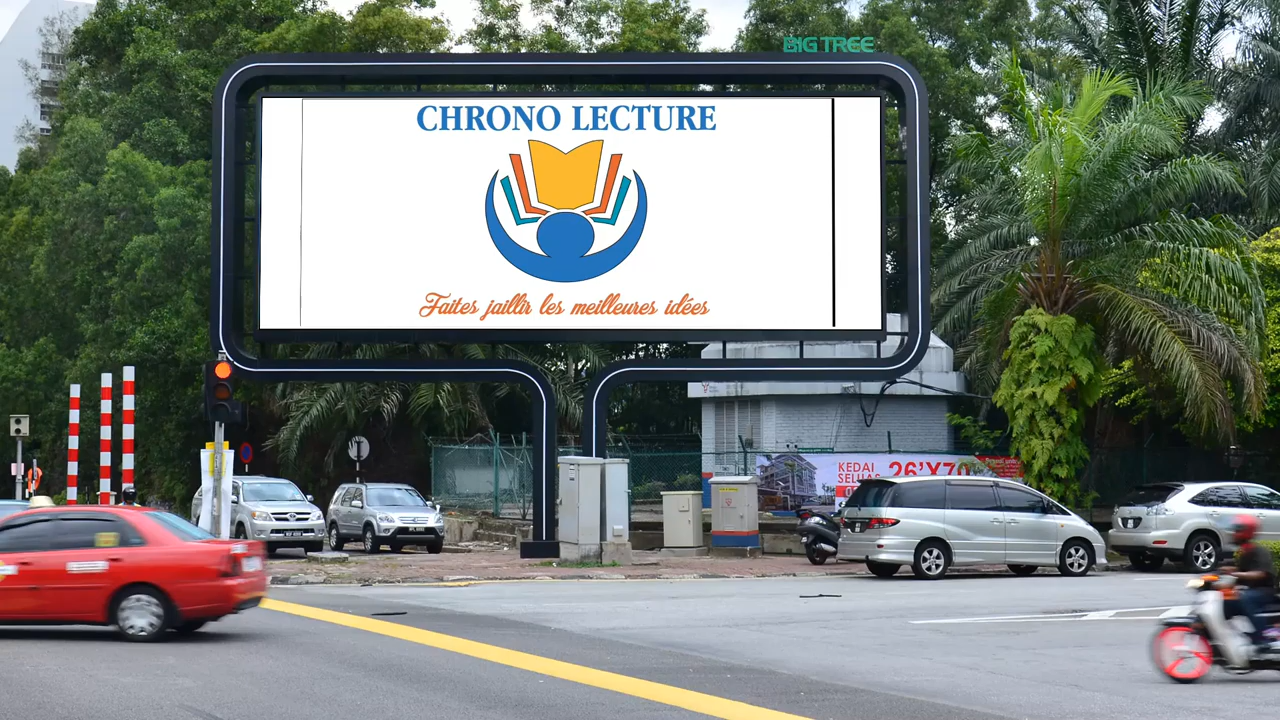 BIG TREE
CHRONO LECTURE
Faites jaillir les meilleures idées
KEDAI
SELUAS
26'X70